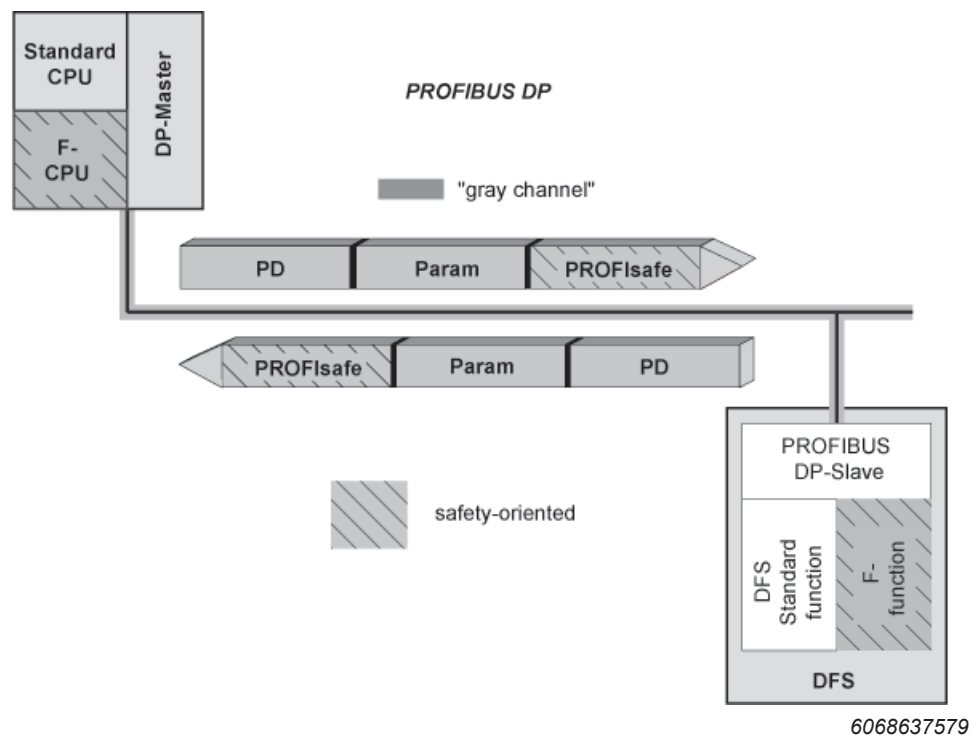 Standard
CPU
F-
CPU
DP-Master
PROFIBUS DP
"gray channel"
PD
Param
PROFIsafe
PROFIsafe
Param
PD
safety-oriented
PROFIBUS
DP-Slave
DFS
Standard
function
F-
function
DFS
6068637579